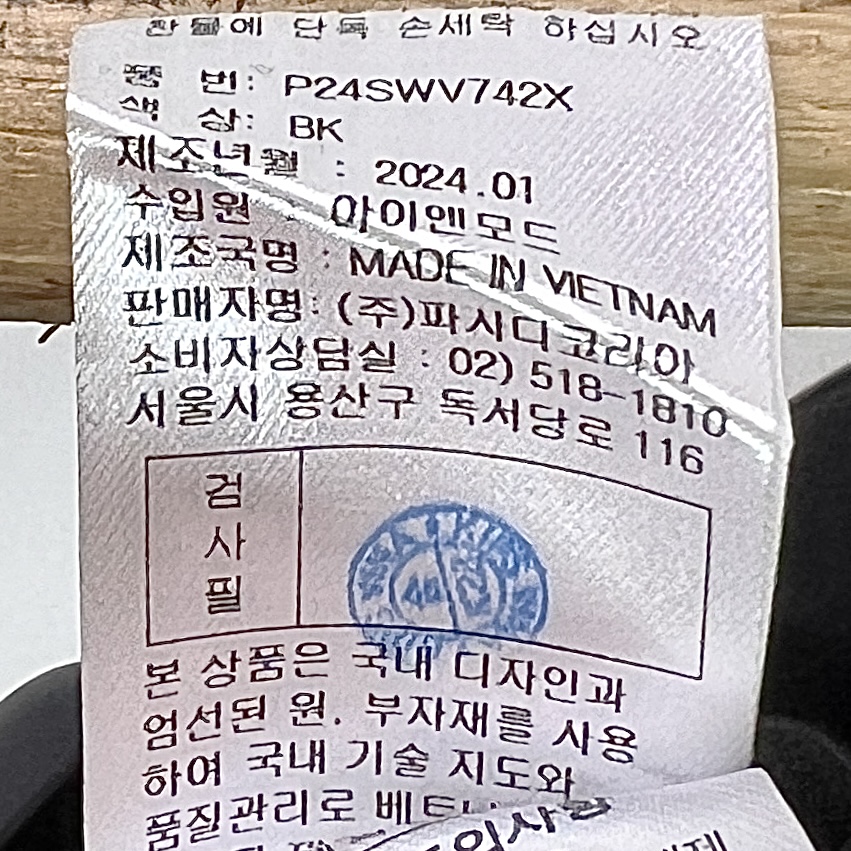 찬물에 단독 손세탁 하십시오
품 번: P24SWV742X
색 상: BK
제조년월 : 2024.01
수입원 : 아이앤모드
제조국명 : MADE IN VIETNAM
판매자명: (주)파시디코리아
소비자상담실 : 02) 518-1810
서울시 용산구 독서당로 116
검
사
필
본 상품은 국내 디자인과
엄선된 원. 부자재를 사용
하여 국내 기술 지도와
품질관리로